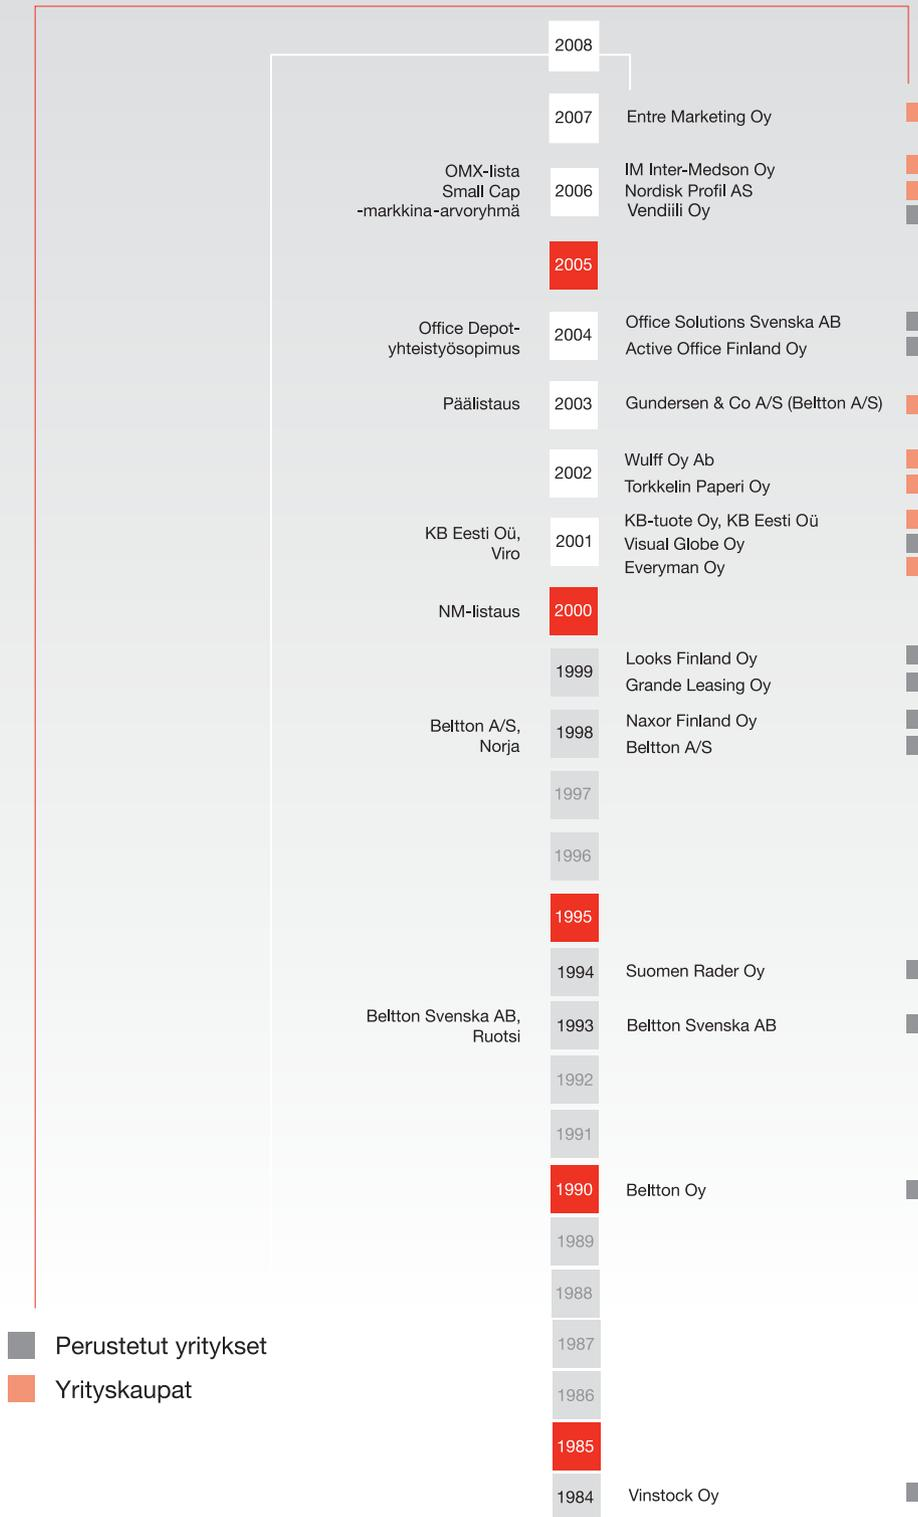 2008
2007
Entre Marketing Oy
OMX-lista
Small Cap
-markkina-arvoryhmä
2006
IM Inter-Medson Oy
Nordisk Profil AS
Vendiili Oy
2005
Office Depot-
yhteistyösopimus
2004
Office Solutions Svenska AB
Active Office Finland Oy
Päälistaus
2003
Gundersen & Co A/S (Beltton A/S)
2002
Wulff Oy Ab
Torkkelin Paperi Oy
KB Eesti Oü,
Viro
2001
KB-tuote Oy, KB Eesti Oü
Visual Globe Oy
Everyman Oy
NM-listaus
2000
1999
Looks Finland Oy
Grande Leasing Oy
Beltton A/S,
Norja
1998
Naxor Finland Oy
Beltton A/S
1997
1996
1995
1994
Suomen Rader Oy
Beltton Svenska AB,
Ruotsi
1993
Beltton Svenska AB
1992
1991
1990
Beltton Oy
1989
1988
1987
1986
1985
1984
Vinstock Oy
Perustetut yritykset
Yrityskaupat